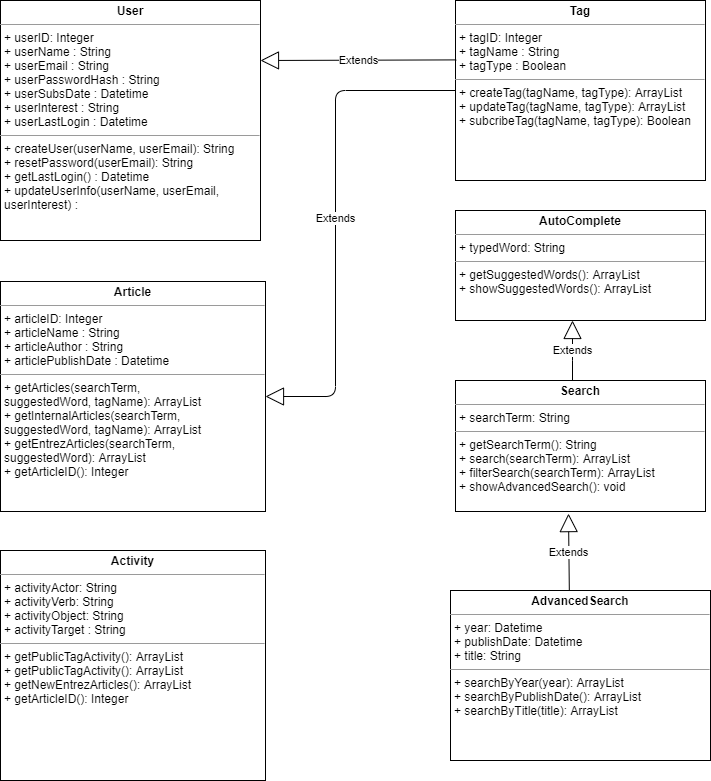 User
+ userID: Integer
+ userName : String
+ userEmail : String
+ userPasswordHash : String
+ userSubsDate : Datetime
+ userInterest : String
+ userLastLogin : Datetime
+ createUser(userName, userEmail): String
+ resetPassword(userEmail): String
+ getLastLogin() : Datetime
+ updateUserInfo(userName, userEmail,
userInterest) :
Extends
Tag
+ tagID: Integer
+ tagName : String
+ tagType : Boolean
+ createTag(tagName, tagType): ArrayList
+ updateTag(tagName, tagType): ArrayList
+ subcribeTag(tagName, tagType): Boolean
Extends
AutoComplete
+ typedWord: String
+ getSuggestedWords(): ArrayList
+ showSuggestedWords(): ArrayList
Article
+ articleID: Integer
+ articleName : String
+ articleAuthor : String
+ articlePublishDate : Datetime
+ getArticles(searchTerm,
suggestedWord, tagName): ArrayList
+ getInternalArticles(searchTerm,
suggestedWord, tagName): ArrayList
+ getEntrezArticles(searchTerm,
suggestedWord): ArrayList
+ getArticleID(): Integer
Extends
Search
+ searchTerm: String
+ getSearchTerm(): String
+ search(searchTerm): ArrayList
+ filterSearch(searchTerm): ArrayList
+ showAdvancedSearch(): void
Extends
Activity
+ activityActor: String
+ activityVerb: String
+ activityObject: String
+ activityTarget : String
+ getPublicTagActivity(): ArrayList
+ getPublicTagActivity(): ArrayList
+ getNewEntrezArticles(): ArrayList
+ getArticleID(): Integer
AdvancedSearch
+ year: Datetime
+ publishDate: Datetime
+ title: String
+ searchByYear(year): ArrayList
+ searchByPublishDate(): ArrayList
+ searchByTitle(title): ArrayList